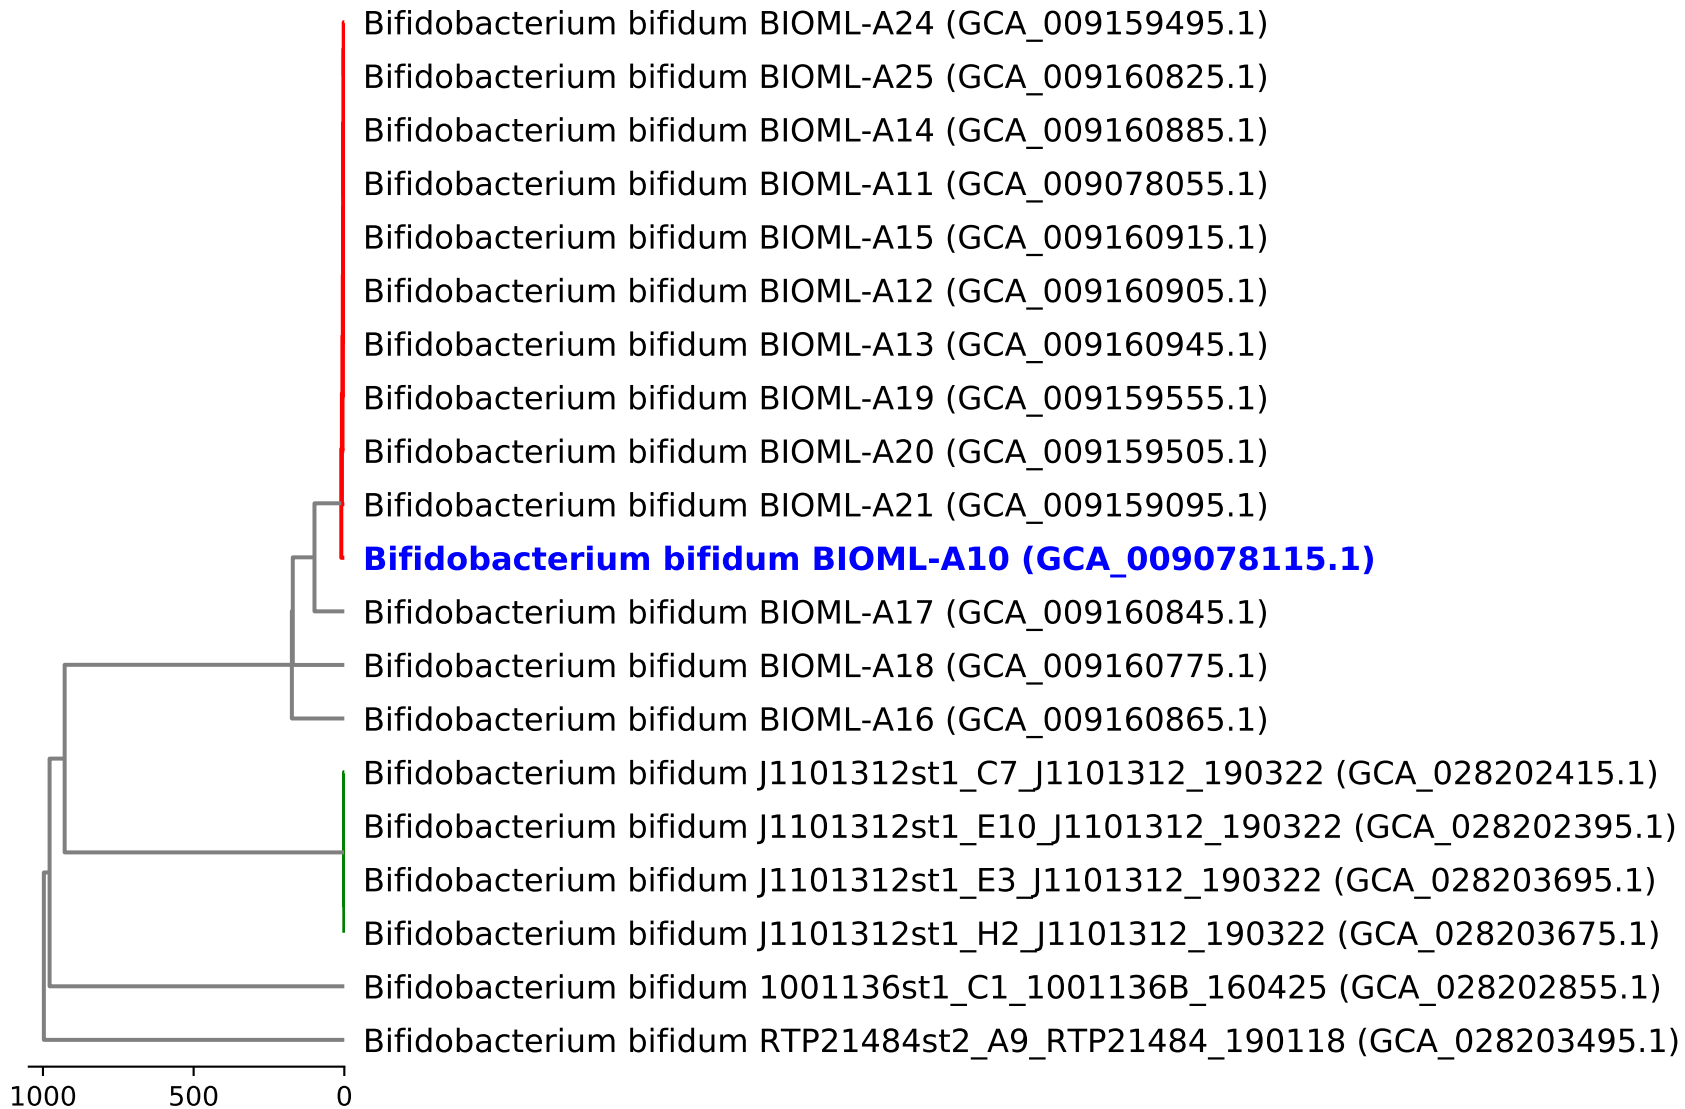 Bifidobacterium bifidum BIOML-A24 (GCA_009159495.1)
Bifidobacterium bifidum BIOML-A25 (GCA_009160825.1)
Bifidobacterium bifidum BIOML-A14 (GCA_009160885.1)
Bifidobacterium bifidum BIOML-A11 (GCA_009078055.1)
Bifidobacterium bifidum BIOML-A15 (GCA_009160915.1)
Bifidobacterium bifidum BIOML-A12 (GCA_009160905.1)
Bifidobacterium bifidum BIOML-A13 (GCA_009160945.1)
Bifidobacterium bifidum BIOML-A19 (GCA_009159555.1)
Bifidobacterium bifidum BIOML-A20 (GCA_009159505.1)
Bifidobacterium bifidum BIOML-A21 (GCA_009159095.1)
Bifidobacterium bifidum BIOML-A10 (GCA_009078115.1)
Bifidobacterium bifidum BIOML-A17 (GCA_009160845.1)
Bifidobacterium bifidum BIOML-A18 (GCA_009160775.1)
Bifidobacterium bifidum BIOML-A16 (GCA_009160865.1)
Bifidobacterium bifidum J1101312st1_C7_J1101312_190322 (GCA_028202415.1)
Bifidobacterium bifidum J1101312st1_E10_J1101312_190322 (GCA_028202395.1)
Bifidobacterium bifidum J1101312st1_E3_J1101312_190322 (GCA_028203695.1)
Bifidobacterium bifidum J1101312st1_H2_J1101312_190322 (GCA_028203675.1)
Bifidobacterium bifidum 1001136st1_C1_1001136B_160425 (GCA_028202855.1)
Bifidobacterium bifidum RTP21484st2_A9_RTP21484_190118 (GCA_028203495.1)
1000 500 0